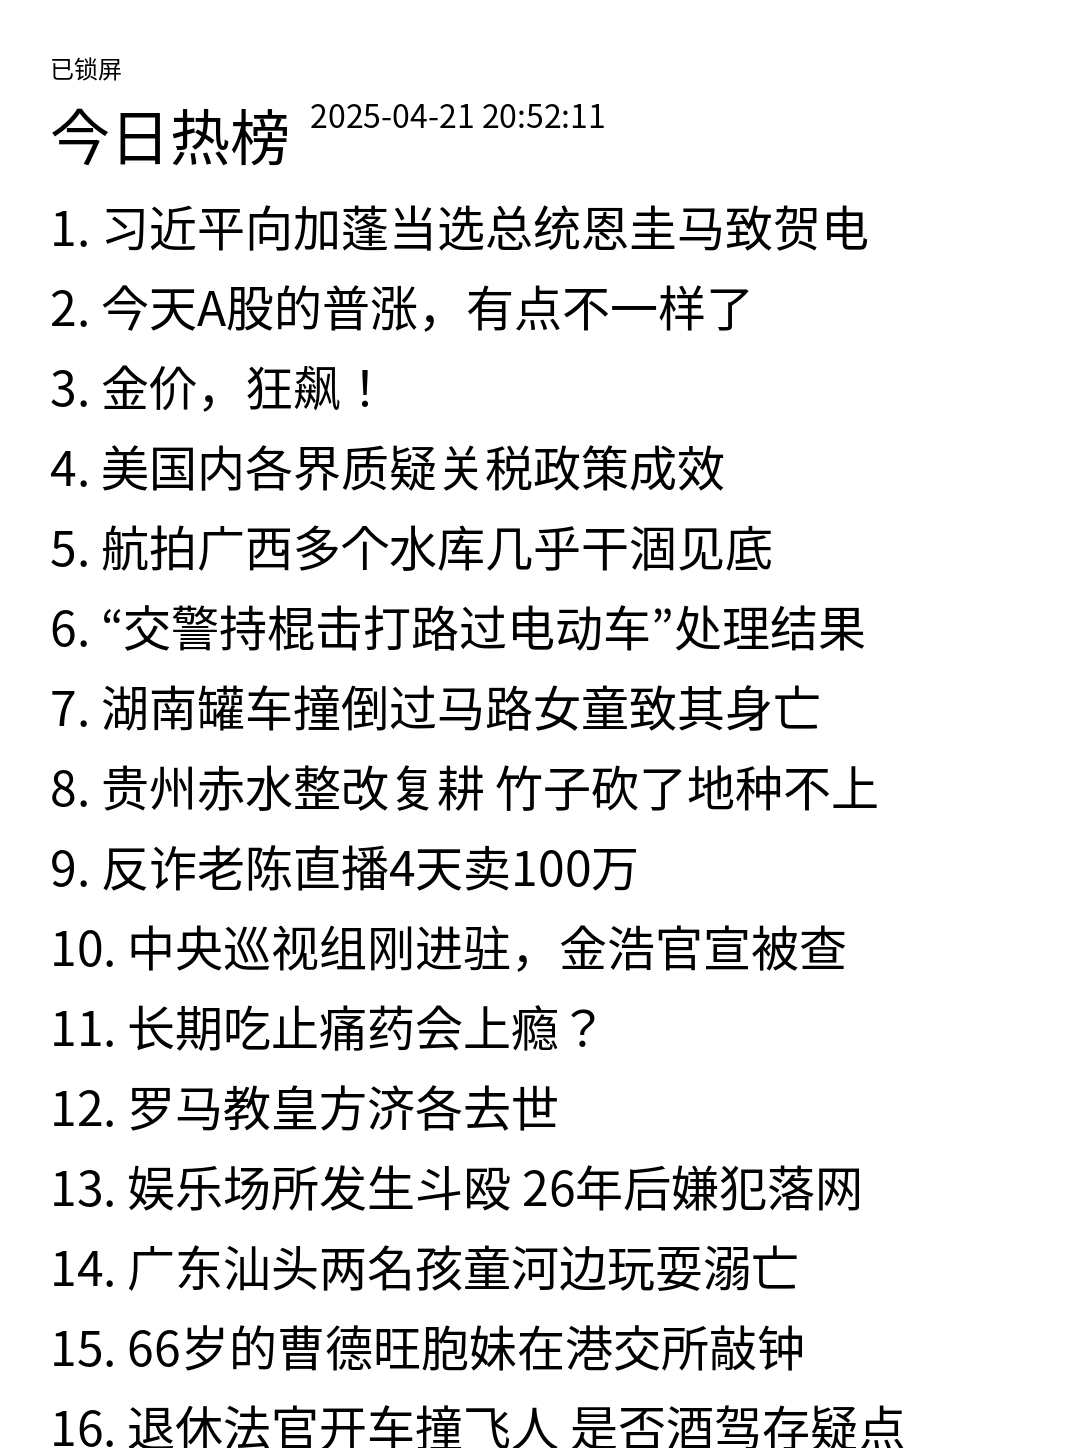 已锁屏
今日热榜 2025-04-21 20:52:11
1. 习近平向加蓬当选总统恩圭马致贺电
2. 今天A股的普涨，有点不一样了
3. 金价，狂飙！
4. 美国内各界质疑关税政策成效
5. 航拍广西多个水库几乎干涸见底
6. “交警持棍击打路过电动车”处理结果
7. 湖南罐车撞倒过马路女童致其身亡
8. 贵州赤水整改复耕 竹子砍了地种不上
9. 反诈老陈直播4天卖100万
10. 中央巡视组刚进驻，金浩官宣被查
11. 长期吃止痛药会上瘾？
12. 罗马教皇方济各去世
13. 娱乐场所发生斗殴 26年后嫌犯落网
14. 广东汕头两名孩童河边玩耍溺亡
15. 66岁的曹德旺胞妹在港交所敲钟
16. 退休法官开车撞飞人 是否酒驾存疑点